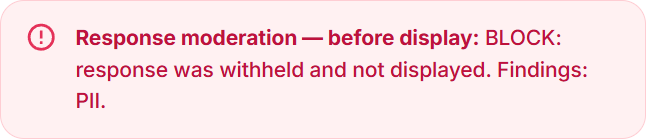 Response moderation — before display: BLOCK:
response was withheld and not displayed. Findings:
PII.